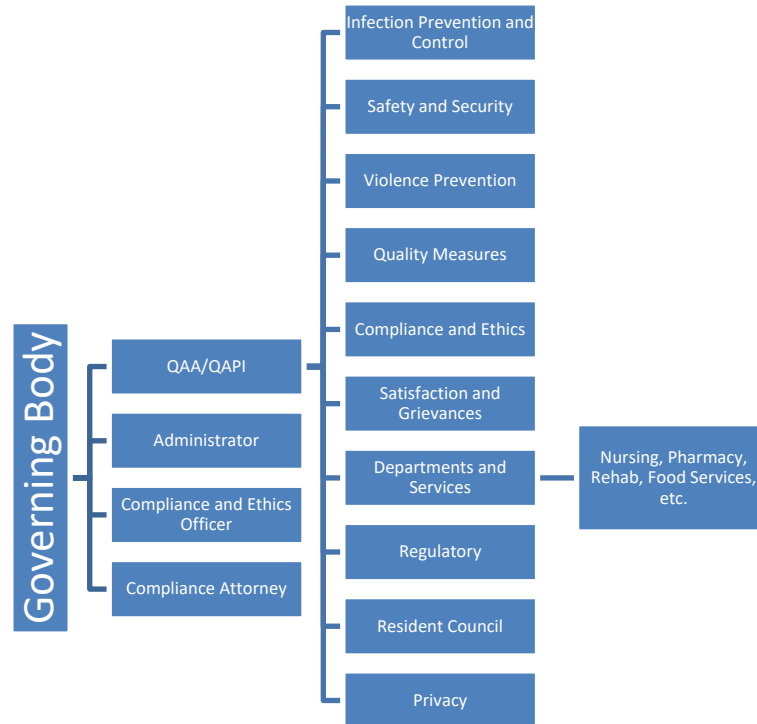 Governing Body
QAA/QAPI
Administrator
Compliance and Ethics
Officer
Compliance Attorney
Infection Prevention and
Control
Safety and Security
Violence Prevention
Quality Measures
Compliance and Ethics
Satisfaction and
Grievances
Departments and
Services
Regulatory
Resident Council
Privacy
Nursing, Pharmacy,
Rehab, Food Services,
etc.